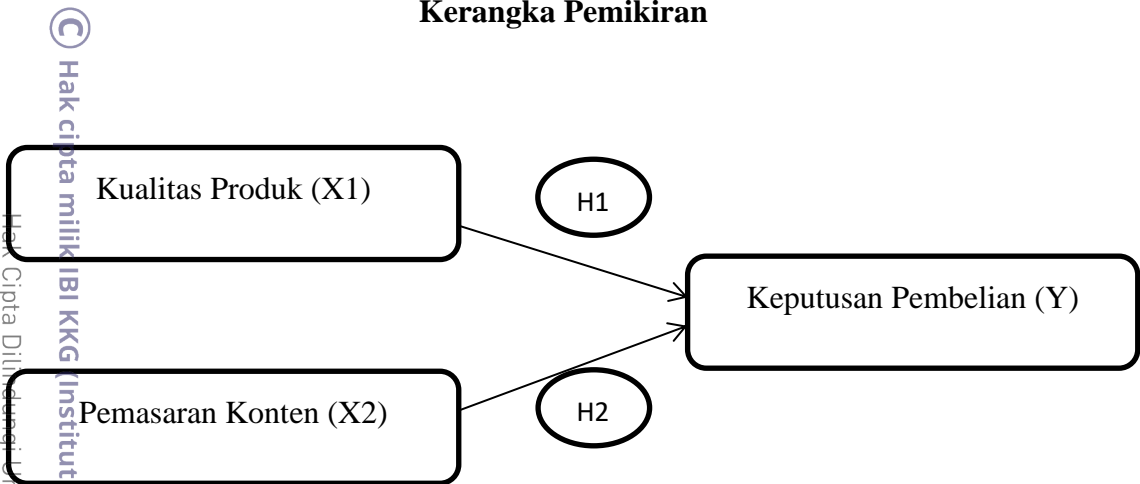 Kerangka Pemikiran
© Hak cipta milik IBI KKG (Institut
Hak Cipta Dilindungi
Kualitas Produk (X1)
H1
Keputusan Pembelian (Y)
Pemasaran Konten (X2)
H2